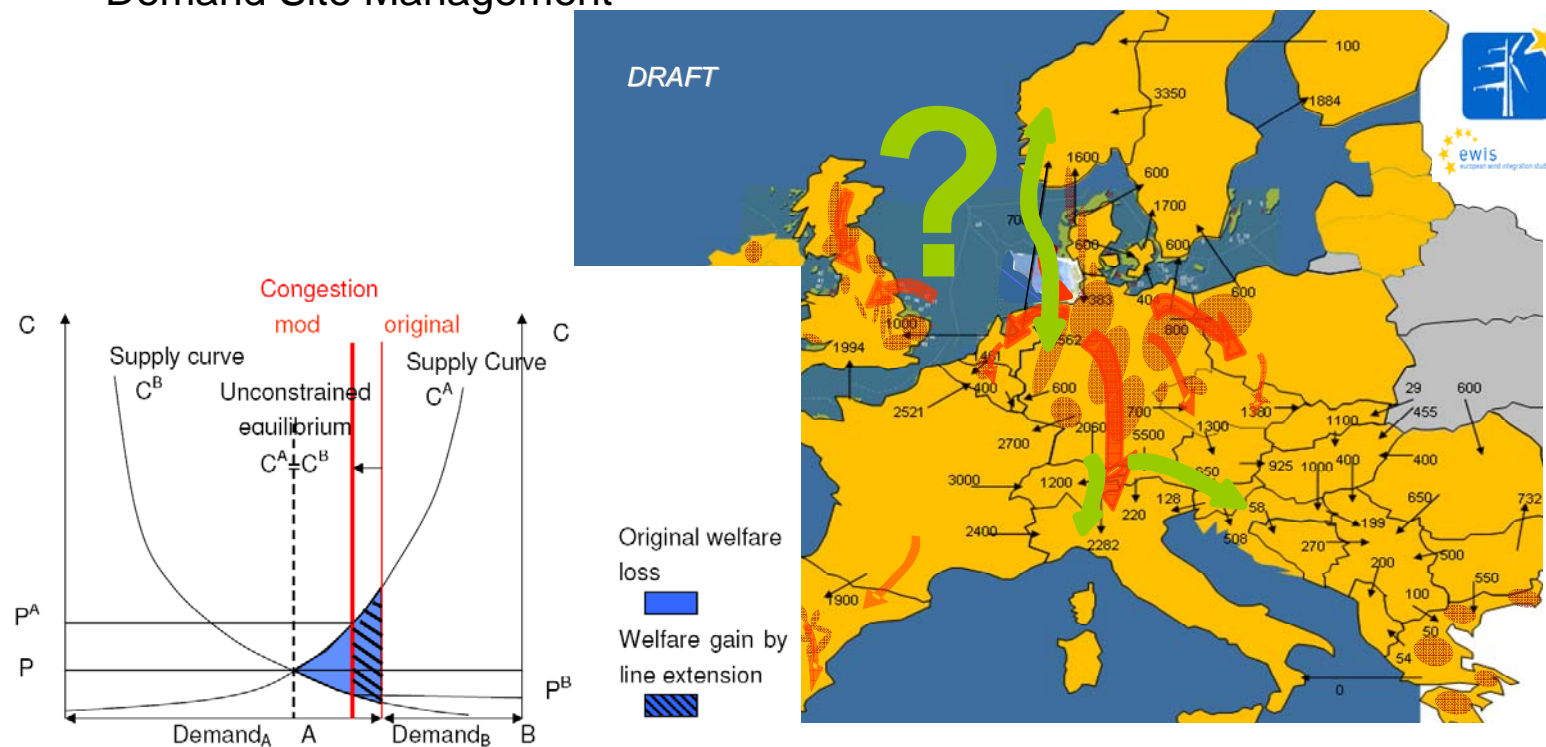 Demand Site Management
DRAFT
ewis
european wind integration study
100
3350
1884
1600
600
1700
600
600
600
1383
404
800
562
1000
1994
400
2521
600
2700
2060
700
5500
1300
1380
29
600
455
1100
400
400
925
1000
3000
1200
128
220
58
650
732
2400
2282
508
199
270
200
500
550
100
50
54
1900
0
Congestion
mod original
C
C
Supply curve
C^B
Supply Curve
C^A
Unconstrained
equilibrium
C^A=C^B
P^A
P
P^B
Demand_A A Demand_B B
Original welfare
loss
Welfare gain by
line extension
?